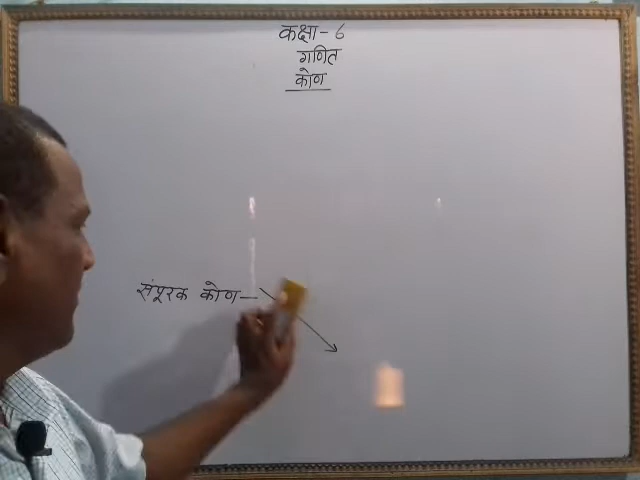 कक्षा - 6
गणित
कोण
संपूरक कोण —